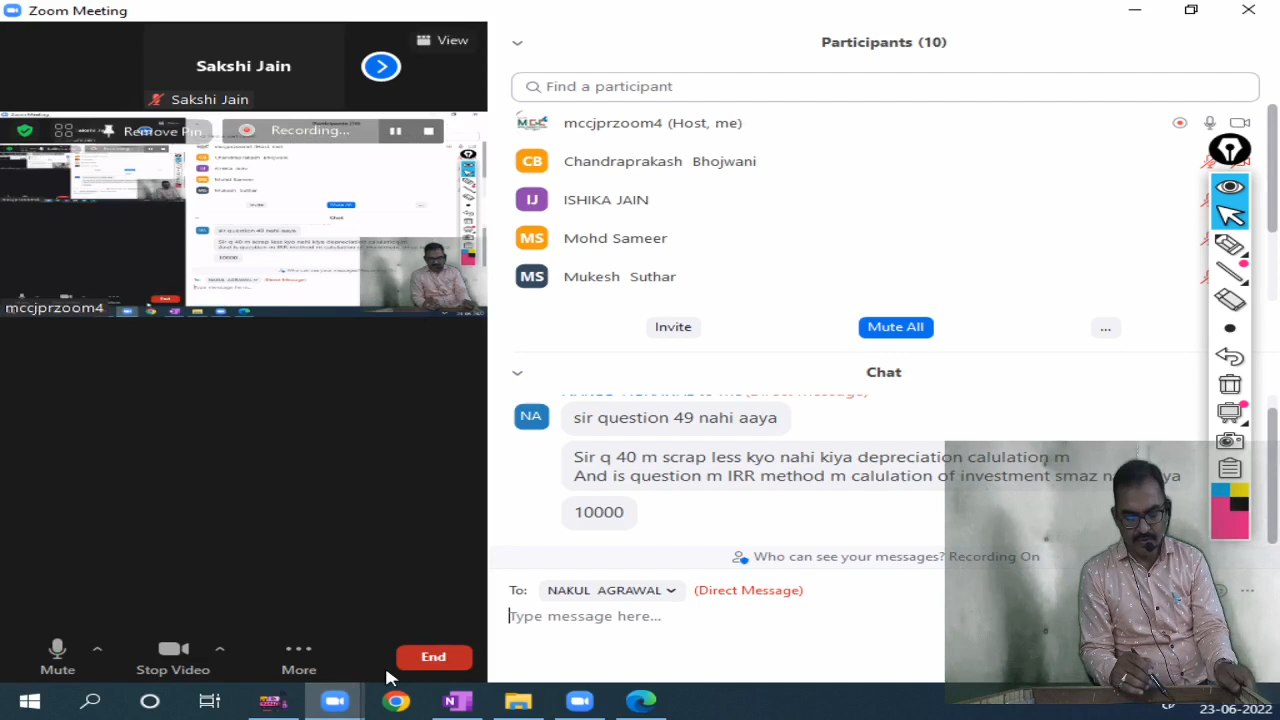 Zoom Meeting
View
Sakshi Jain
Sakshi Jain
Remove Pin
Recording...
mccjprzoom4
Mute
Stop Video
More
End
Participants (10)
Find a participant
mccjprzoom4 (Host, me)
CB Chandraprakash Bhojwani
IJ ISHIKA JAIN
MS Mohd Sameer
MS Mukesh Suthar
Invite
Mute All
...
Chat
(Direct Message)
NA sir question 49 nahi aaya
Sir q 40 m scrap less kyo nahi kiya depreciation calulation m
And is question m IRR method m calulation of investment smaz
10000
Who can see your messages? Recording On
To: NAKUL AGRAWAL (Direct Message)
Type message here...
23-06-2022